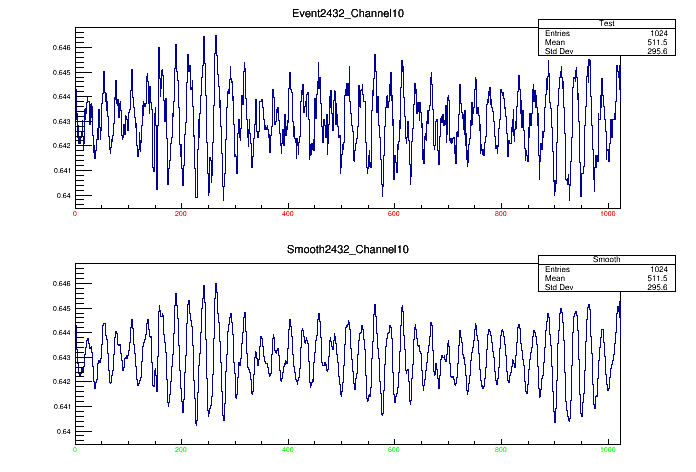 Event2432_Channel10
Test
Entries 1024
Mean 511.5
Std Dev 295.6
0.646
0.645
0.644
0.643
0.642
0.641
0.64
0 200 400 600 800 1000
Smooth2432_Channel10
Smooth
Entries 1024
Mean 511.5
Std Dev 295.6
0.646
0.645
0.644
0.643
0.642
0.641
0.64
0 200 400 600 800 1000